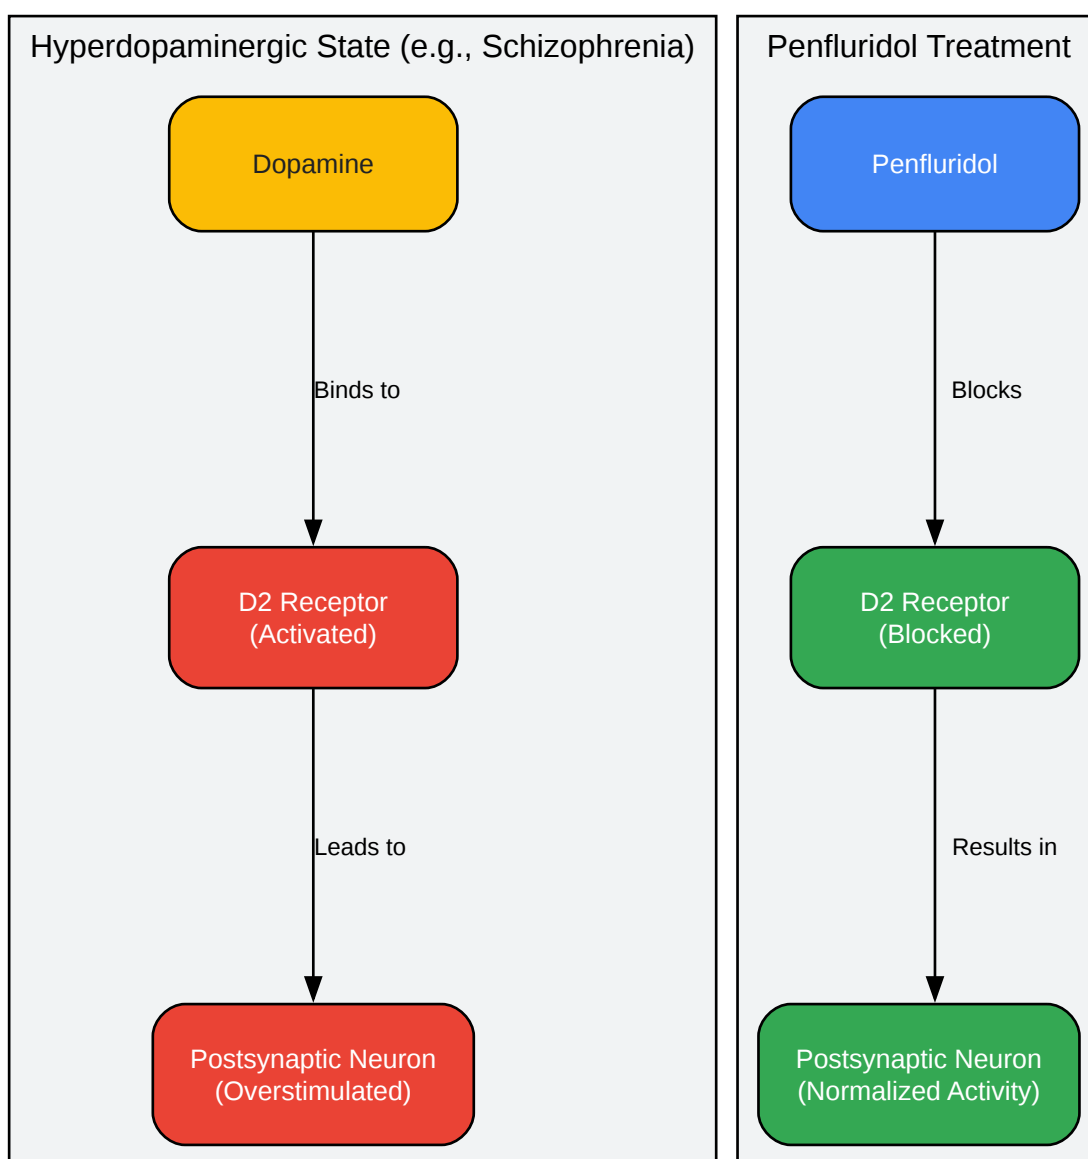 Hyperdopaminergic State (e.g., Schizophrenia)
Dopamine
Binds to
D2 Receptor
(Activated)
Leads to
Postsynaptic Neuron
(Overstimulated)
Penfluridol Treatment
Penfluridol
Blocks
D2 Receptor
(Blocked)
Results in
Postsynaptic Neuron
(Normalized Activity)